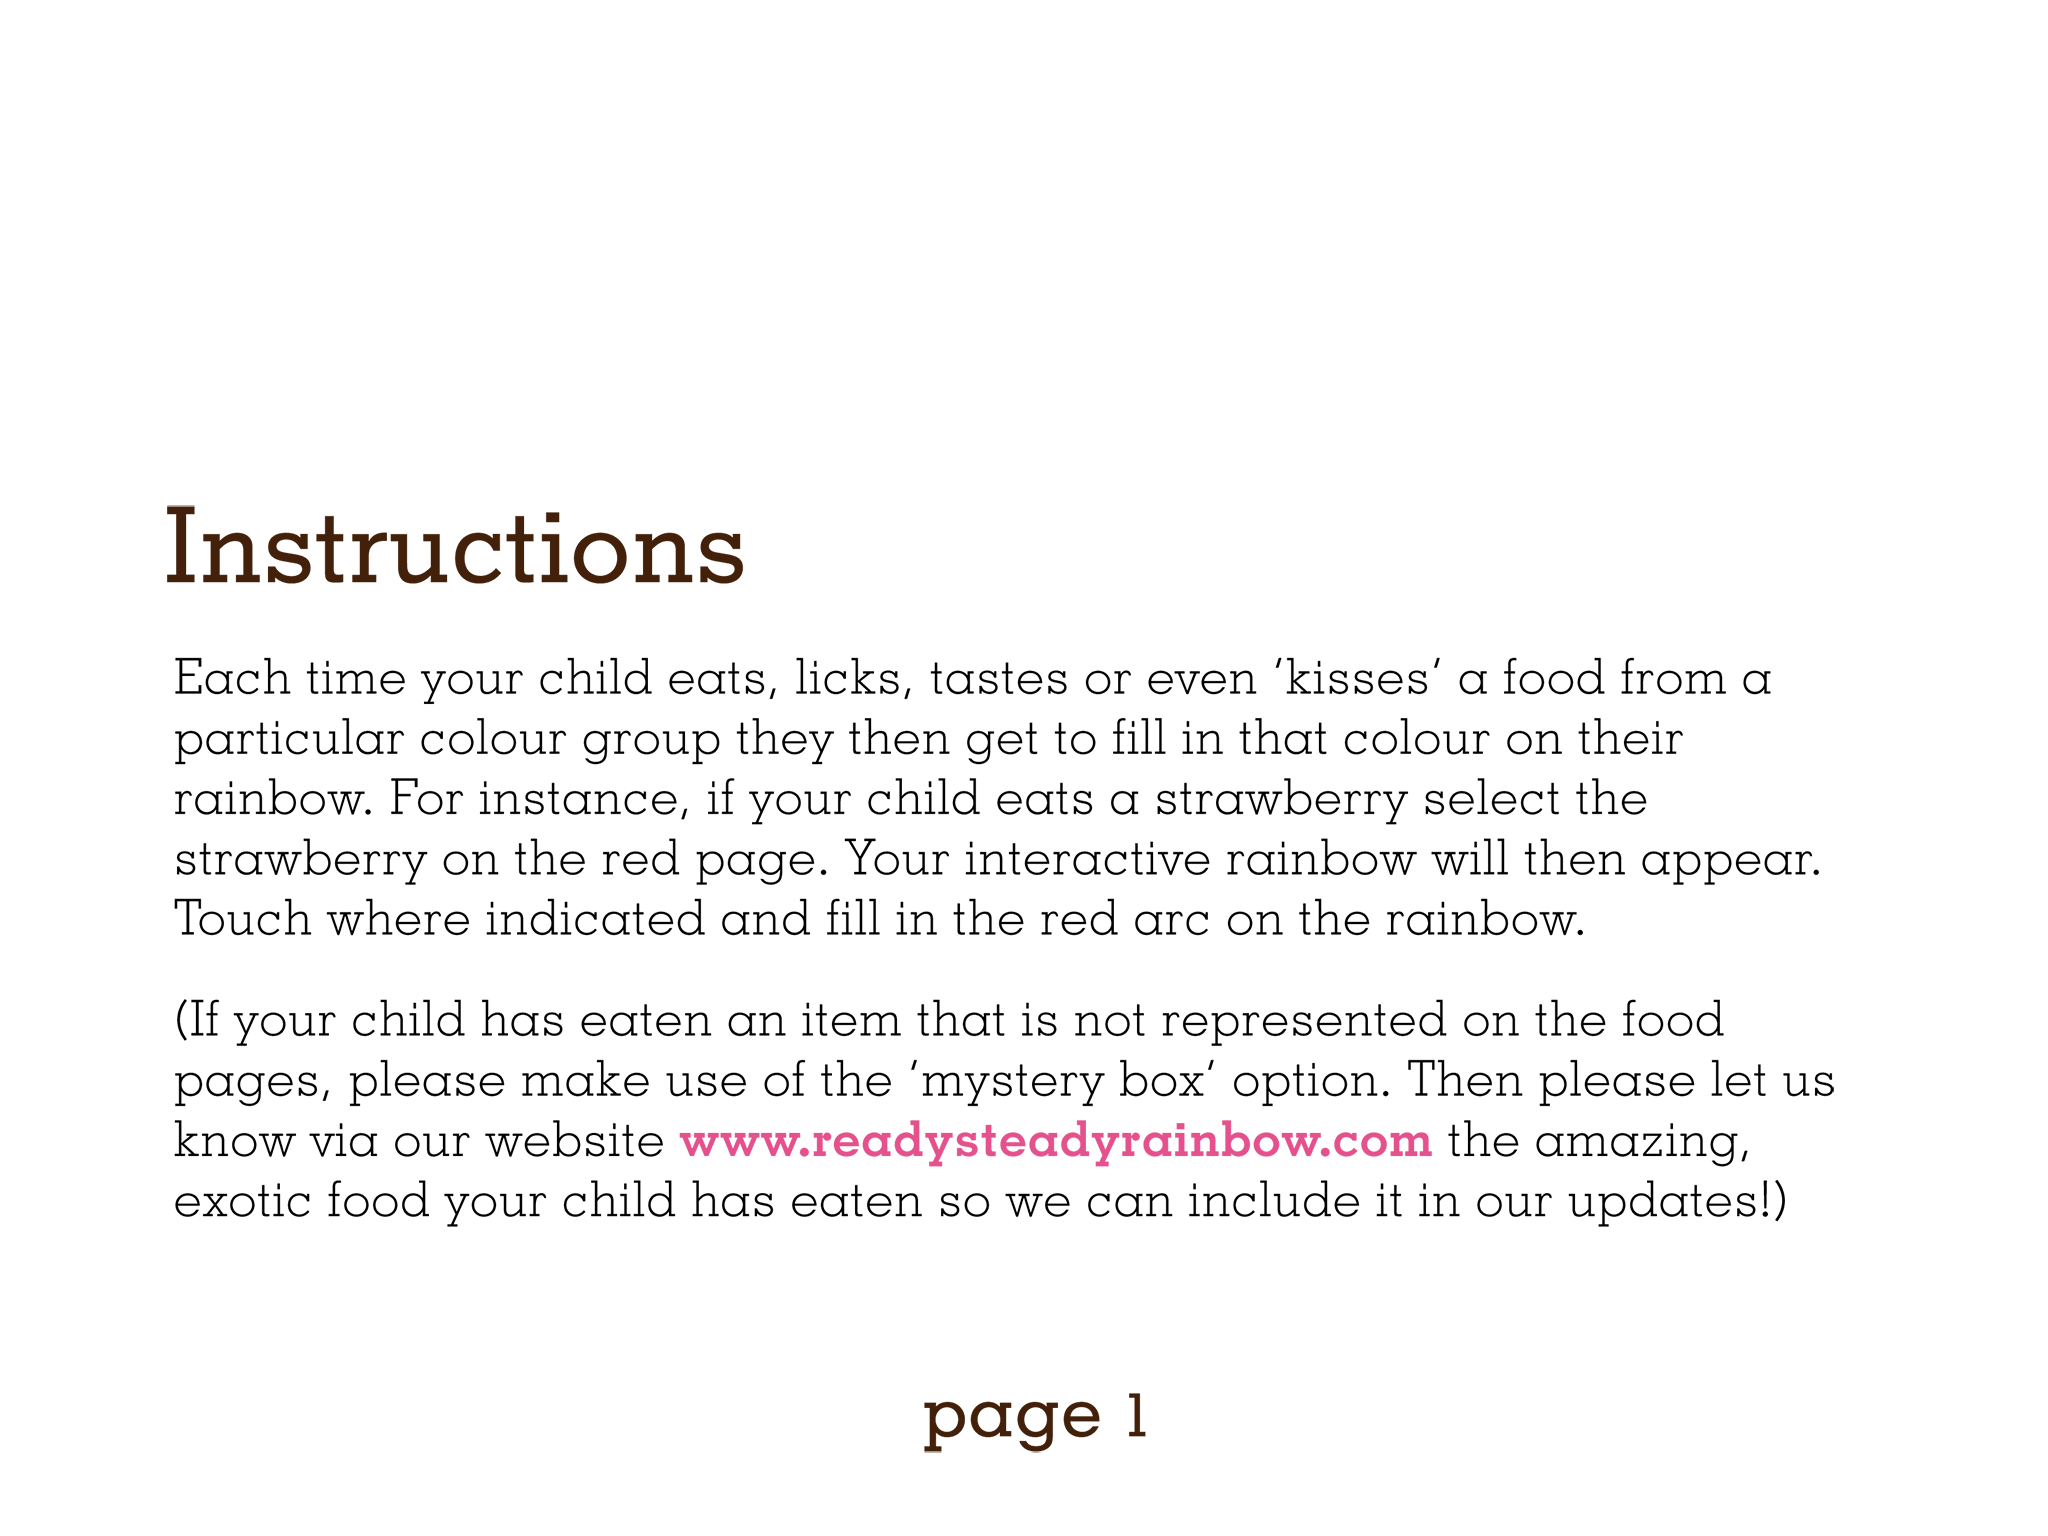 Instructions
Each time your child eats, licks, tastes or even ‘kisses‘ a food from a
particular colour group they then get to fill in that colour on their
rainbow. For instance, if your child eats a strawberry select the
strawberry on the red page. Your interactive rainbow will then appear.
Touch where indicated and fill in the red arc on the rainbow.
(If your child has eaten an item that is not represented on the food
pages, please make use of the ‘mystery box’ option. Then please let us
know via our website www.readysteadyrainbow.com the amazing,
exotic food your child has eaten so we can include it in our updates!)
page 1